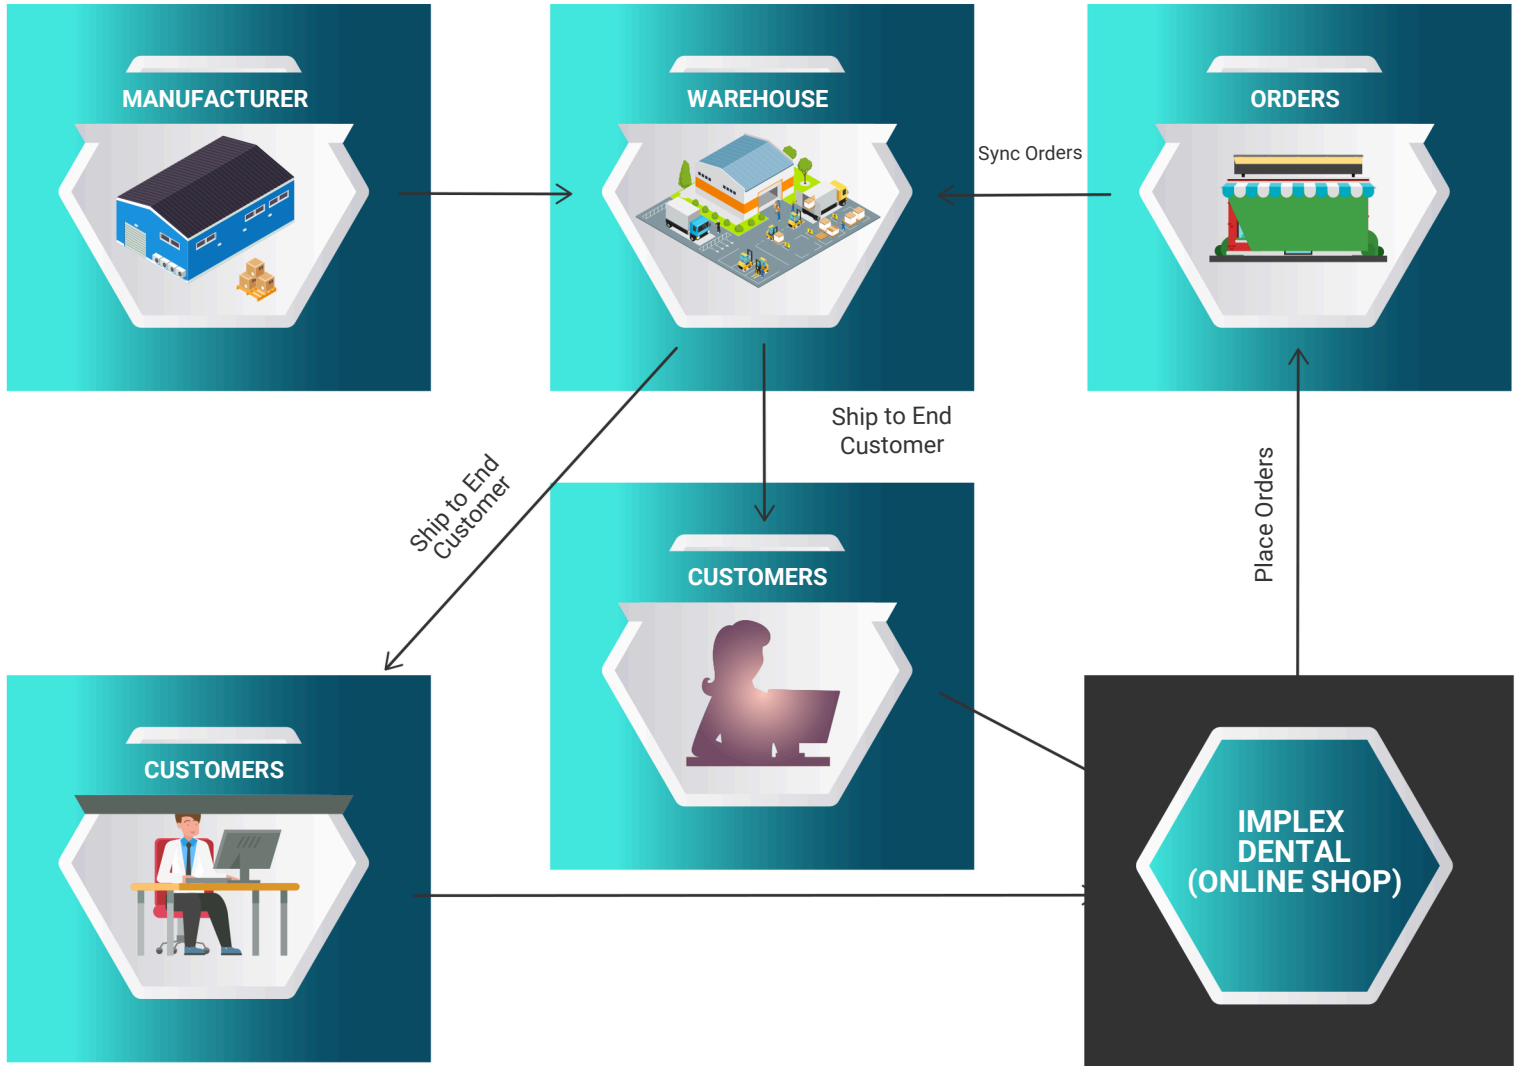 MANUFACTURER
WAREHOUSE
ORDERS
Sync Orders
Ship to End
Customer
Ship to End
Customer
Place Orders
CUSTOMERS
CUSTOMERS
IMPLEX
DENTAL
(ONLINE SHOP)